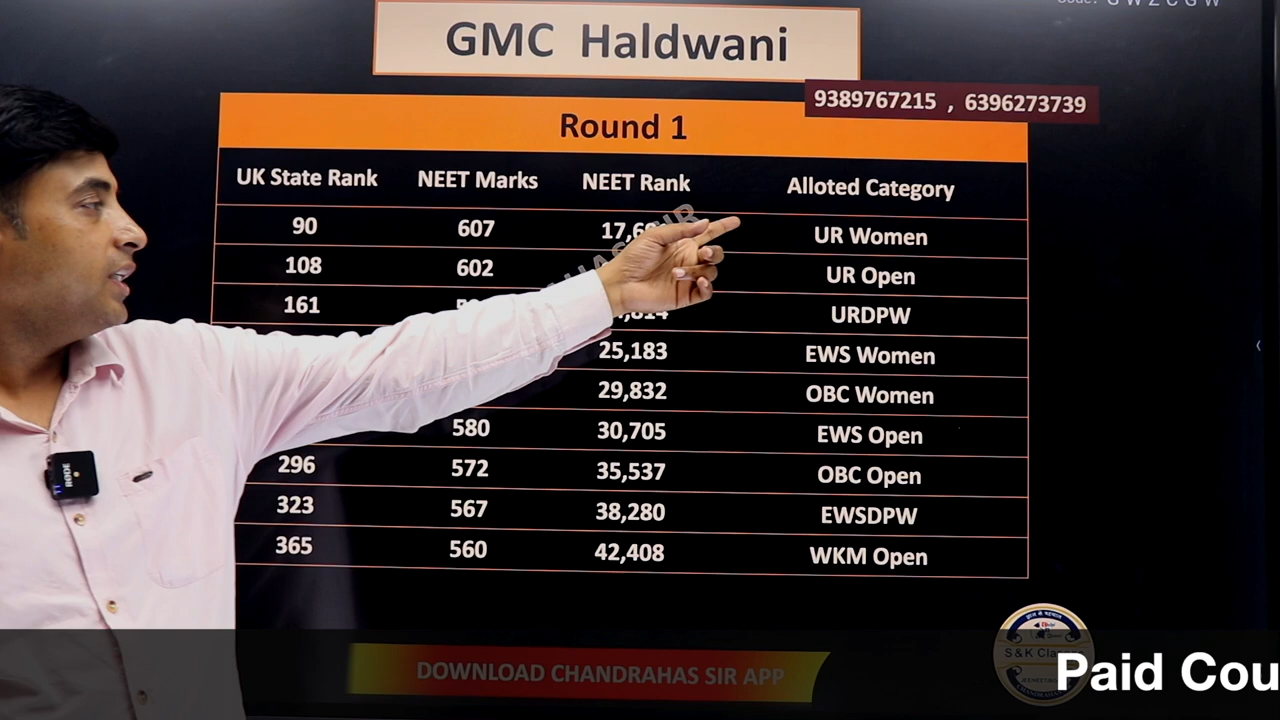 Code: GWZCGW
GMC Haldwani
9389767215 , 6396273739
Round 1
UK State Rank NEET Marks NEET Rank Alloted Category
90 607 UR Women
108 602 UR Open
161 URDPW
25,183 EWS Women
29,832 OBC Women
580 30,705 EWS Open
296 572 35,537 OBC Open
323 567 38,280 EWSDPW
365 560 42,408 WKM Open
RODE
DOWNLOAD CHANDRAHAS SIR APP
S & K
Paid Cou